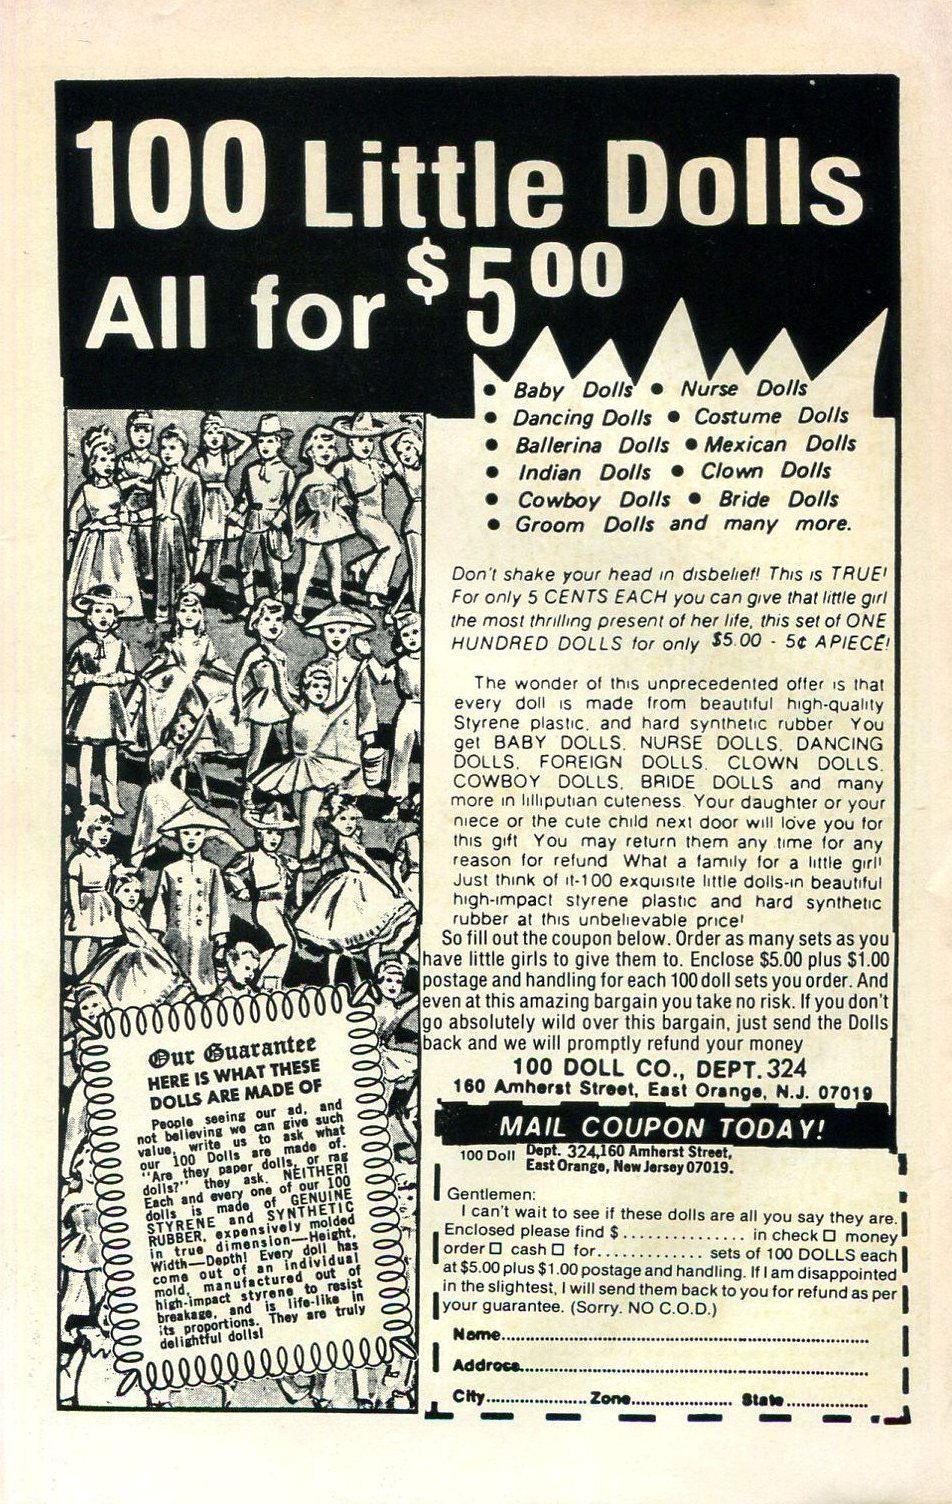 100 Little Dolls
All for $5.00
• Baby Dolls • Nurse Dolls
• Dancing Dolls • Costume Dolls
• Ballerina Dolls • Mexican Dolls
• Indian Dolls • Clown Dolls
• Cowboy Dolls • Bride Dolls
• Groom Dolls and many more.
Don't shake your head in disbelief! This is TRUE!
For only 5 CENTS EACH you can give that little girl
the most thrilling present of her life, this set of ONE
HUNDRED DOLLS for only $5.00 - 5¢ APIECE!
The wonder of this unprecedented offer is that
every doll is made from beautiful high-quality
Styrene plastic, and hard synthetic rubber You
get BABY DOLLS, NURSE DOLLS, DANCING
DOLLS, FOREIGN DOLLS, CLOWN DOLLS,
COWBOY DOLLS, BRIDE DOLLS and many
more in lilliputian cuteness. Your daughter or your
niece or the cute child next door will love you for
this gift You may return them any time for any
reason for refund What a family for a little girl!
Just think of it-100 exquisite little dolls-in beautiful
high-impact styrene plastic and hard synthetic
rubber at this unbelievable price!
So fill out the coupon below. Order as many sets as you
have little girls to give them to. Enclose $5.00 plus $1.00
postage and handling for each 100 doll sets you order. And
even at this amazing bargain you take no risk. If you don't
go absolutely wild over this bargain, just send the Dolls
back and we will promptly refund your money
100 DOLL CO., DEPT. 324
160 Amherst Street, East Orange, N.J. 07019
Our Guarantee
HERE IS WHAT THESE
DOLLS ARE MADE OF
People seeing our ad, and
not believing we can give such
value, write us to ask what
our 100 Dolls are made of.
"Are they paper dolls, or rag
dolls?" they ask. NEITHER!
Each and every one of our 100
dolls is made of GENUINE
STYRENE and SYNTHETIC
RUBBER, expensively molded
in true dimension—Height,
Width—Depth! Every doll has
come out of an individual
mold, manufactured out of
high-impact styrene to resist
breakage, and is life-like in
its proportions. They are truly
delightful dolls!
MAIL COUPON TODAY!
100 Doll Dept. 324,160 Amherst Street,
East Orange, New Jersey 07019.
Gentlemen:
I can't wait to see if these dolls are all you say they are.
Enclosed please find $ ............... in check □ money
order □ cash □ for............. sets of 100 DOLLS each
at $5.00 plus $1.00 postage and handling. If I am disappointed
in the slightest, I will send them back to you for refund as per
your guarantee. (Sorry. NO C.O.D.)
Name....................
Address....................
City.................... Zone.................... State....................